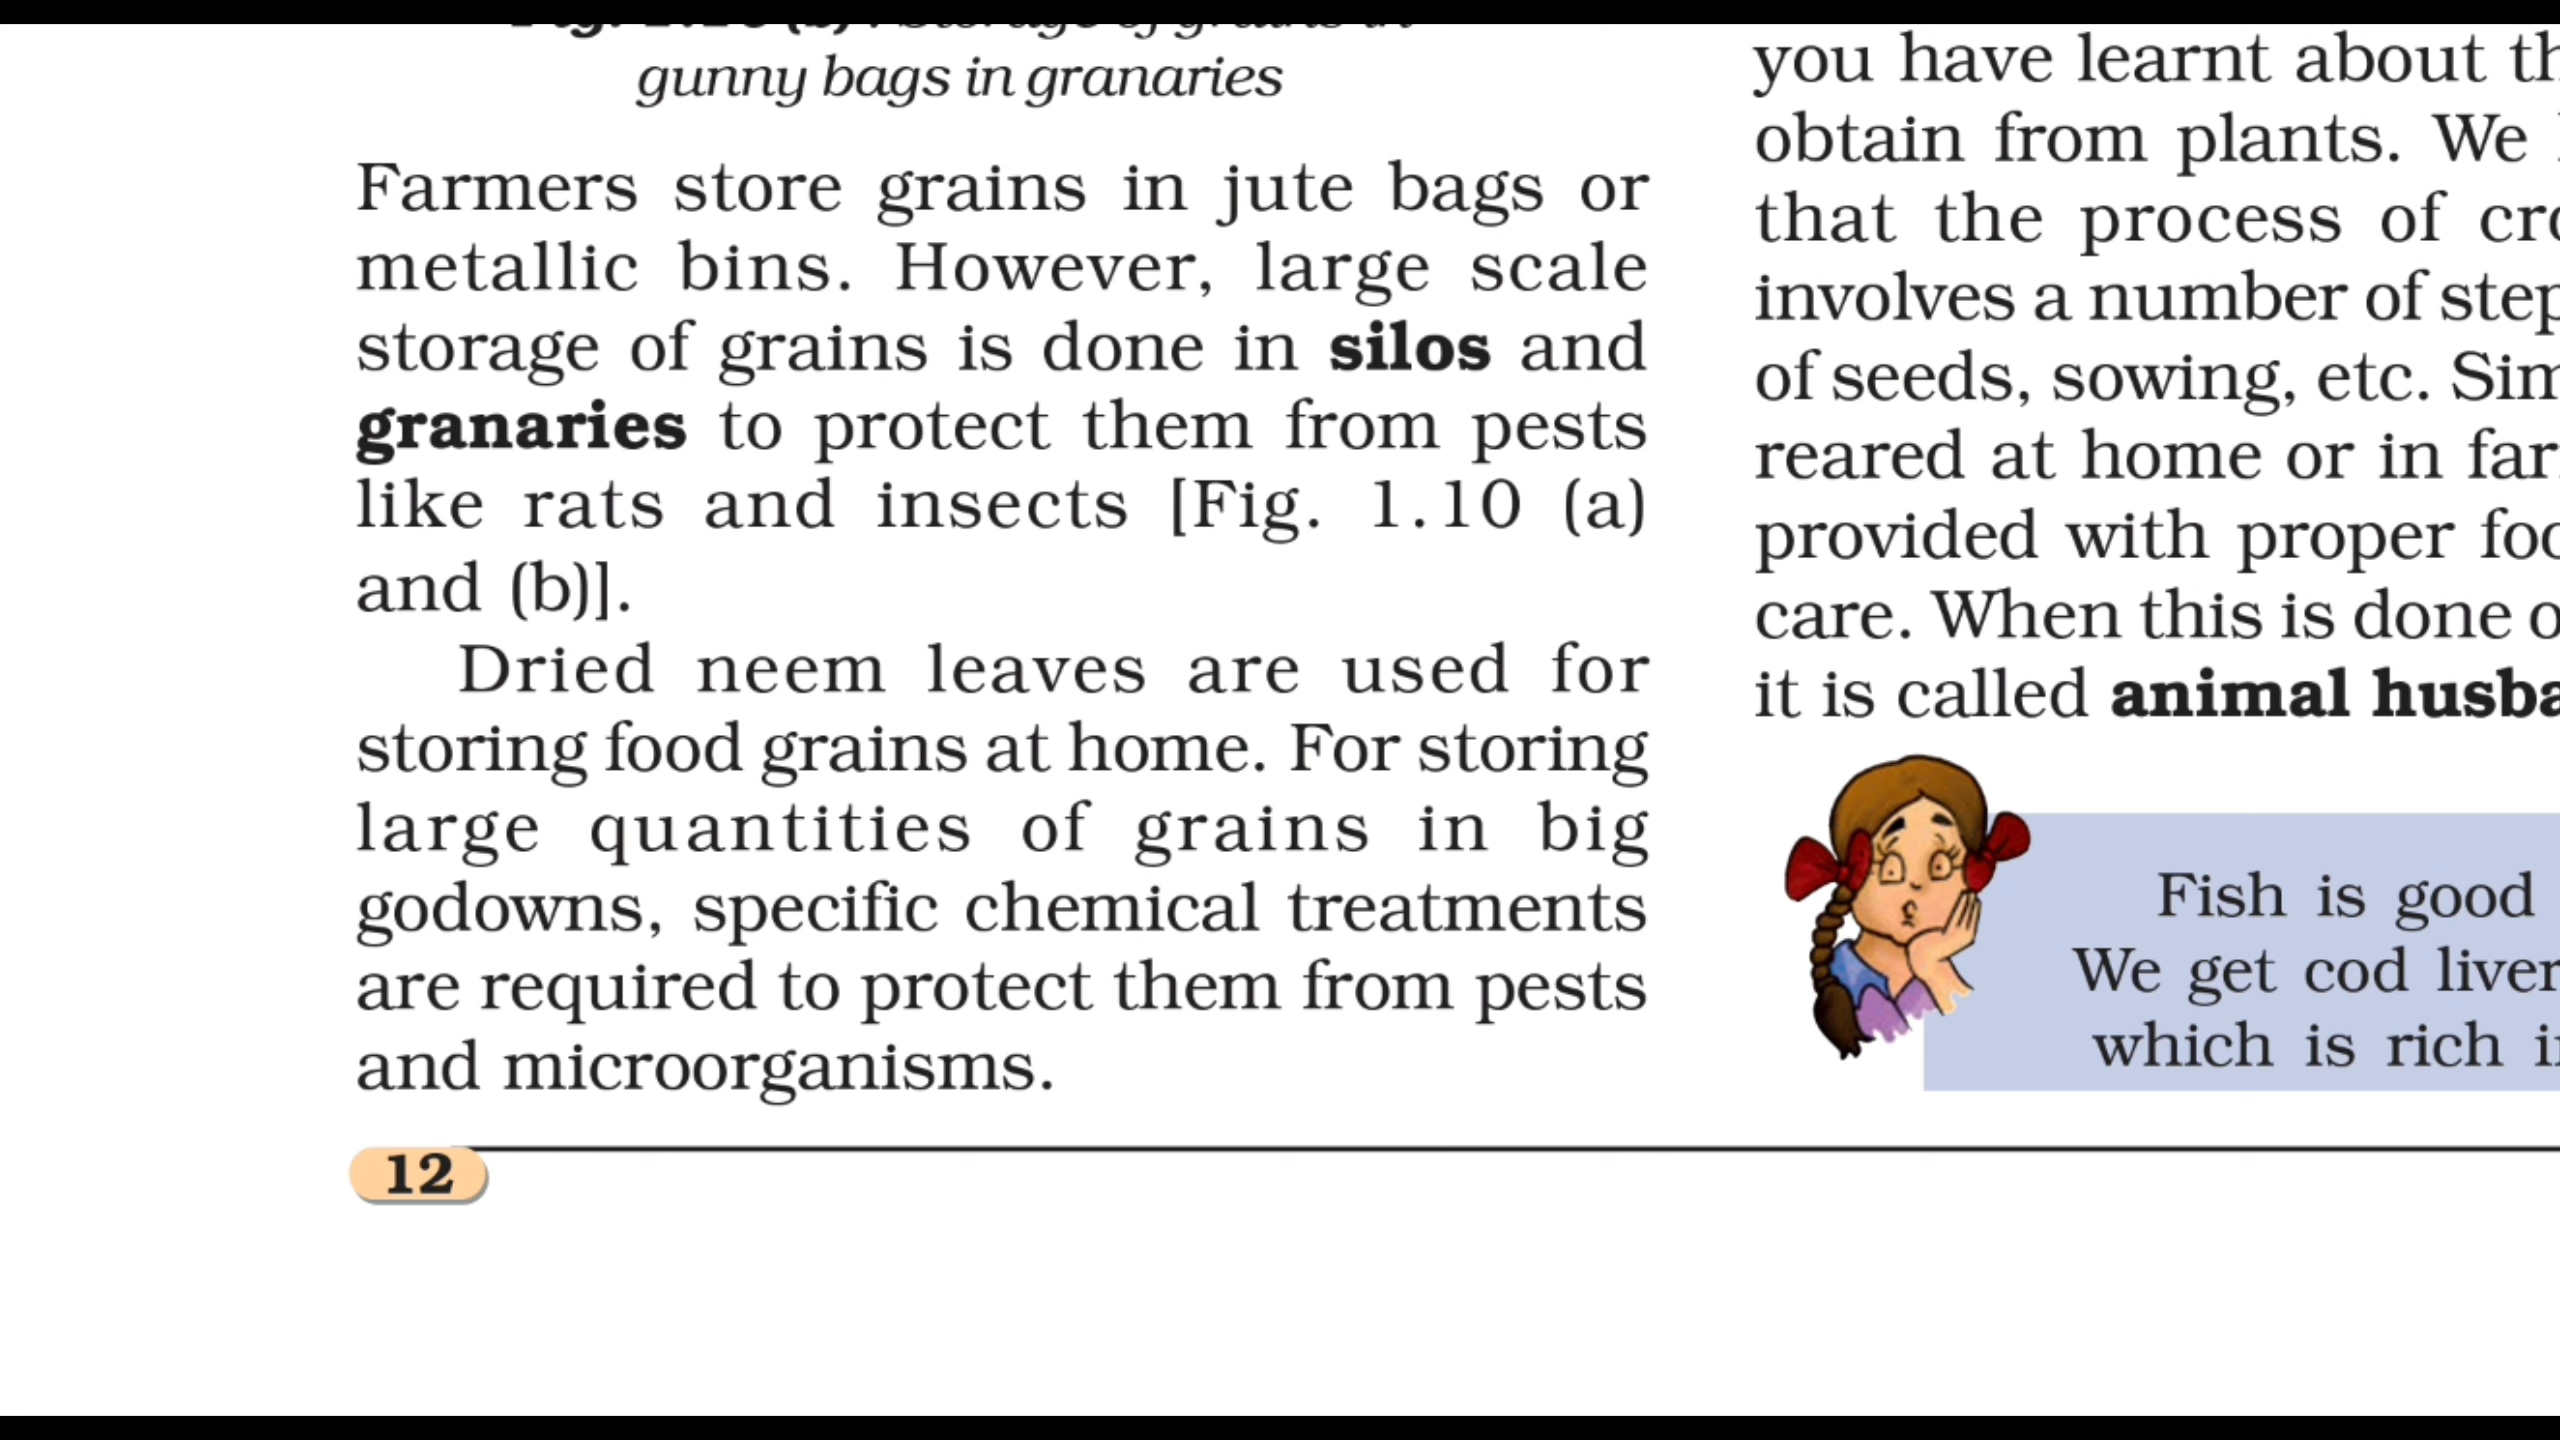 gunny bags in granaries
Farmers store grains in jute bags or
metallic bins. However, large scale
storage of grains is done in silos and
granaries to protect them from pests
like rats and insects [Fig. 1.10 (a)
and (b)].
Dried neem leaves are used for
storing food grains at home. For storing
large quantities of grains in big
godowns, specific chemical treatments
are required to protect them from pests
and microorganisms.
you have learnt about
obtain from plants. We
that the process of
involves a number of
of seeds, sowing, etc.
reared at home or in
provided with proper
care. When this is done
it is called animal
Fish is good
We get cod liver
which is rich
12